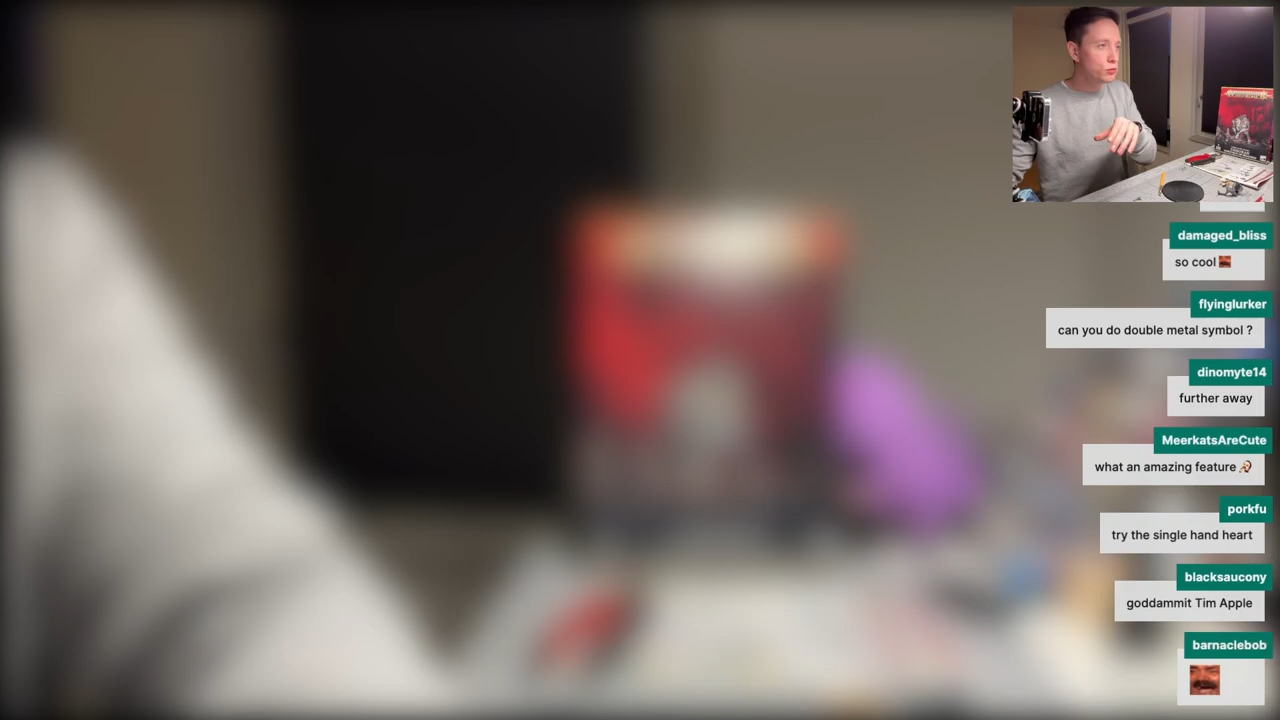 damaged_bliss
so cool
flyinglurker
can you do double metal symbol ?
dinomyte14
further away
MeerkatsAreCute
what an amazing feature
porkfu
try the single hand heart
blacksaucony
goddammit Tim Apple
barnaclebob